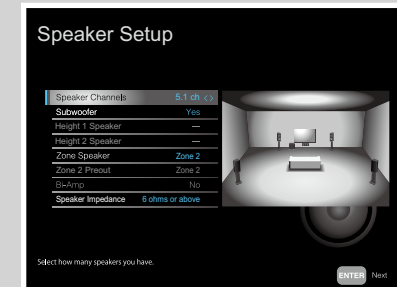 Speaker Setup
Speaker Channels 5.1 ch < >
Subwoofer Yes
Height 1 Speaker ―
Height 2 Speaker ―
Zone Speaker Zone 2
Zone 2 Preout Zone 2
Bi-Amp No
Speaker Impedance 6 ohms or above
Select how many speakers you have.
ENTER Next